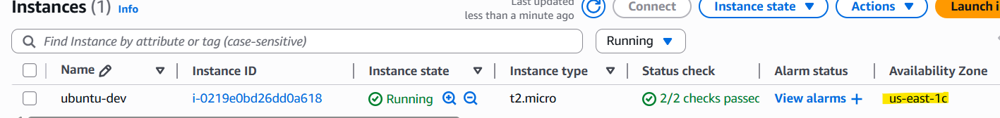 Instances (1) Info
Last updated
less than a minute ago
Connect
Instance state
Actions
Launch i
Find Instance by attribute or tag (case-sensitive)
Running
Name Instance ID Instance state Instance type Status check Alarm status Availability Zone
ubuntu-dev i-0219e0bd26dd0a618 Running t2.micro 2/2 checks passec View alarms + us-east-1c